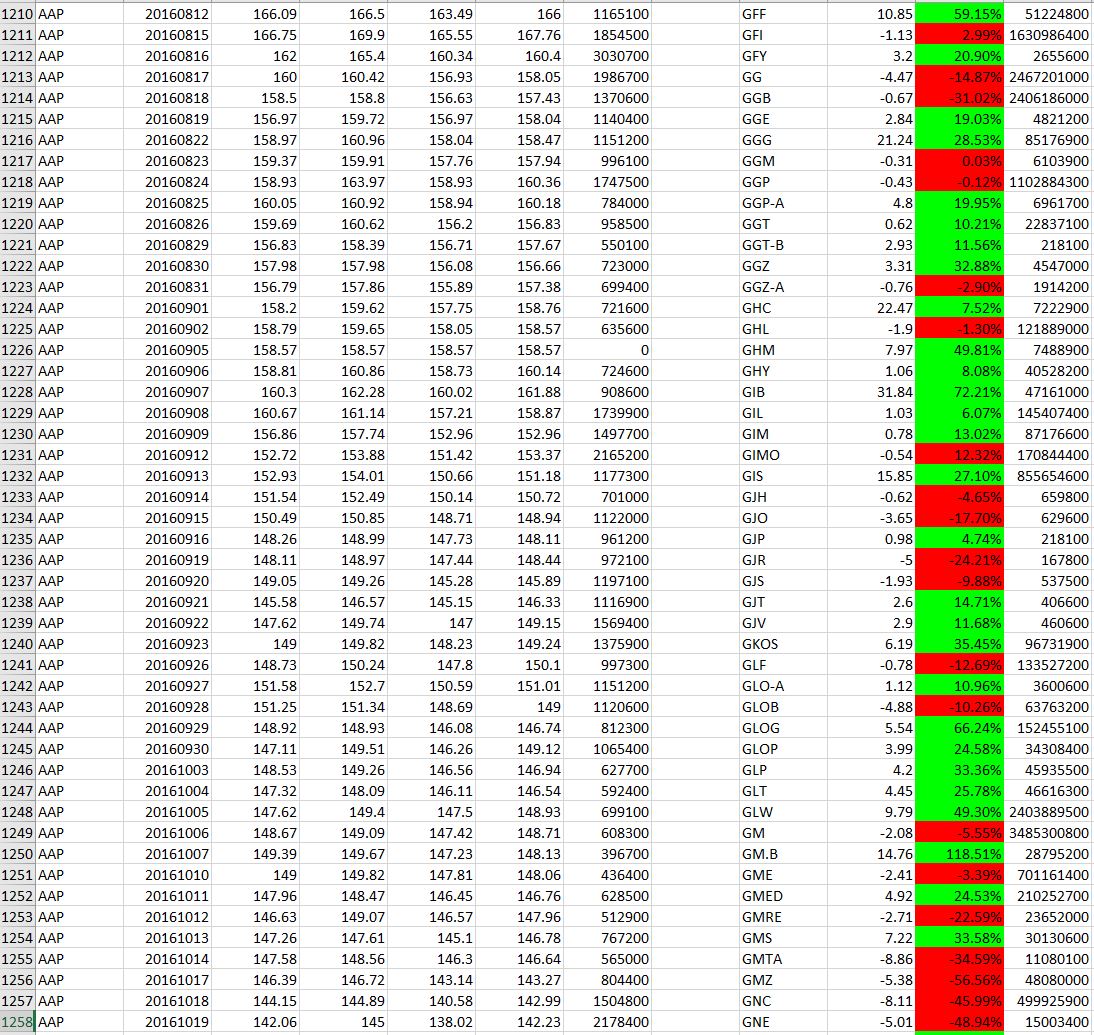 1210 AAP 20160812 166.09 166.5 163.49 166 1165100 GFF 10.85 59.15% 51224800
1211 AAP 20160815 166.75 169.9 165.55 167.76 1854500 GFI -1.13 2.99% 1630986400
1212 AAP 20160816 162 165.4 160.34 160.4 3030700 GFY 3.2 20.90% 2655600
1213 AAP 20160817 160 160.42 156.93 158.05 1986700 GG -4.47 -14.87% 2467201000
1214 AAP 20160818 158.5 158.8 156.63 157.43 1370600 GGB -0.67 -31.02% 2406186000
1215 AAP 20160819 156.97 159.72 156.97 158.04 1140400 GGE 2.84 19.03% 4821200
1216 AAP 20160822 158.97 160.96 158.04 158.47 1151200 GGG 21.24 28.53% 85176900
1217 AAP 20160823 159.37 159.91 157.76 157.94 996100 GGM -0.31 0.03% 6103900
1218 AAP 20160824 158.93 163.97 158.93 160.36 1747500 GGP -0.43 -0.12% 1102884300
1219 AAP 20160825 160.05 160.92 158.94 160.18 784000 GGP-A 4.8 19.95% 6961700
1220 AAP 20160826 159.69 160.62 156.2 156.83 958500 GGT 0.62 10.21% 22837100
1221 AAP 20160829 156.83 158.39 156.71 157.67 550100 GGT-B 2.93 11.56% 218100
1222 AAP 20160830 157.98 157.98 156.08 156.66 723000 GGZ 3.31 32.88% 4547000
1223 AAP 20160831 156.79 157.86 155.89 157.38 699400 GGZ-A -0.76 -2.90% 1914200
1224 AAP 20160901 158.2 159.62 157.75 158.76 721600 GHC 22.47 7.52% 7222900
1225 AAP 20160902 158.79 159.65 158.05 158.57 635600 GHL -1.9 -1.30% 121889000
1226 AAP 20160905 158.57 158.57 158.57 158.57 0 GHM 7.97 49.81% 7488900
1227 AAP 20160906 158.81 160.86 158.73 160.14 724600 GHY 1.06 8.08% 40528200
1228 AAP 20160907 160.3 162.28 160.02 161.88 908600 GIB 31.84 72.21% 47161000
1229 AAP 20160908 160.67 161.14 157.21 158.87 1739900 GIL 1.03 6.07% 145407400
1230 AAP 20160909 156.86 157.74 152.96 152.96 1497700 GIM 0.78 13.02% 87176600
1231 AAP 20160912 152.72 153.88 151.42 153.37 2165200 GIMO -0.54 12.32% 170844400
1232 AAP 20160913 152.93 154.01 150.66 151.18 1177300 GIS 15.85 27.10% 855654600
1233 AAP 20160914 151.54 152.49 150.14 150.72 701000 GJH -0.62 -4.65% 659800
1234 AAP 20160915 150.49 150.85 148.71 148.94 1122000 GJO -3.65 -17.70% 629600
1235 AAP 20160916 148.26 148.99 147.73 148.11 961200 GJP 0.98 4.74% 218100
1236 AAP 20160919 148.11 148.97 147.44 148.44 972100 GJR -5 -24.21% 167800
1237 AAP 20160920 149.05 149.26 145.28 145.89 1197100 GJS -1.93 -9.88% 537500
1238 AAP 20160921 145.58 146.57 145.15 146.33 1116900 GJT 2.6 14.71% 406600
1239 AAP 20160922 147.62 149.74 147 149.15 1569400 GJV 2.9 11.68% 460600
1240 AAP 20160923 149 149.82 148.23 149.24 1375900 GKOS 6.19 35.45% 96731900
1241 AAP 20160926 148.73 150.24 147.8 150.1 997300 GLF -0.78 -12.69% 133527200
1242 AAP 20160927 151.58 152.7 150.59 151.01 1151200 GLO-A 1.12 10.96% 3600600
1243 AAP 20160928 151.25 151.34 148.69 149 1120600 GLOB -4.88 -10.26% 63763200
1244 AAP 20160929 148.92 148.93 146.08 146.74 812300 GLOG 5.54 66.24% 152455100
1245 AAP 20160930 147.11 149.51 146.26 149.12 1065400 GLOP 3.99 24.58% 34308400
1246 AAP 20161003 148.53 149.26 146.56 146.94 627700 GLP 4.2 33.36% 45935500
1247 AAP 20161004 147.32 148.09 146.11 146.54 592400 GLT 4.45 25.78% 46616300
1248 AAP 20161005 147.62 149.4 147.5 148.93 699100 GLW 9.79 49.30% 2403889500
1249 AAP 20161006 148.67 149.09 147.42 148.71 608300 GM -2.08 -5.55% 3485300800
1250 AAP 20161007 149.39 149.67 147.23 148.13 396700 GM.B 14.76 118.51% 28795200
1251 AAP 20161010 149 149.82 147.81 148.06 436400 GME -2.41 -3.39% 701161400
1252 AAP 20161011 147.96 148.47 146.45 146.76 628500 GMED 4.92 24.53% 210252700
1253 AAP 20161012 146.63 149.07 146.57 147.96 512900 GMRE -2.71 -22.59% 23652000
1254 AAP 20161013 147.26 147.61 145.1 146.78 767200 GMS 7.22 33.58% 30130600
1255 AAP 20161014 147.58 148.56 146.3 146.64 565000 GMTA -8.86 -34.59% 11080100
1256 AAP 20161017 146.39 146.72 143.14 143.27 804400 GMZ -5.38 -56.56% 48080000
1257 AAP 20161018 144.15 144.89 140.58 142.99 1504800 GNC -8.11 -45.99% 499925900
1258 AAP 20161019 142.06 145 138.02 142.23 2178400 GNE -5.01 -48.94% 15003400